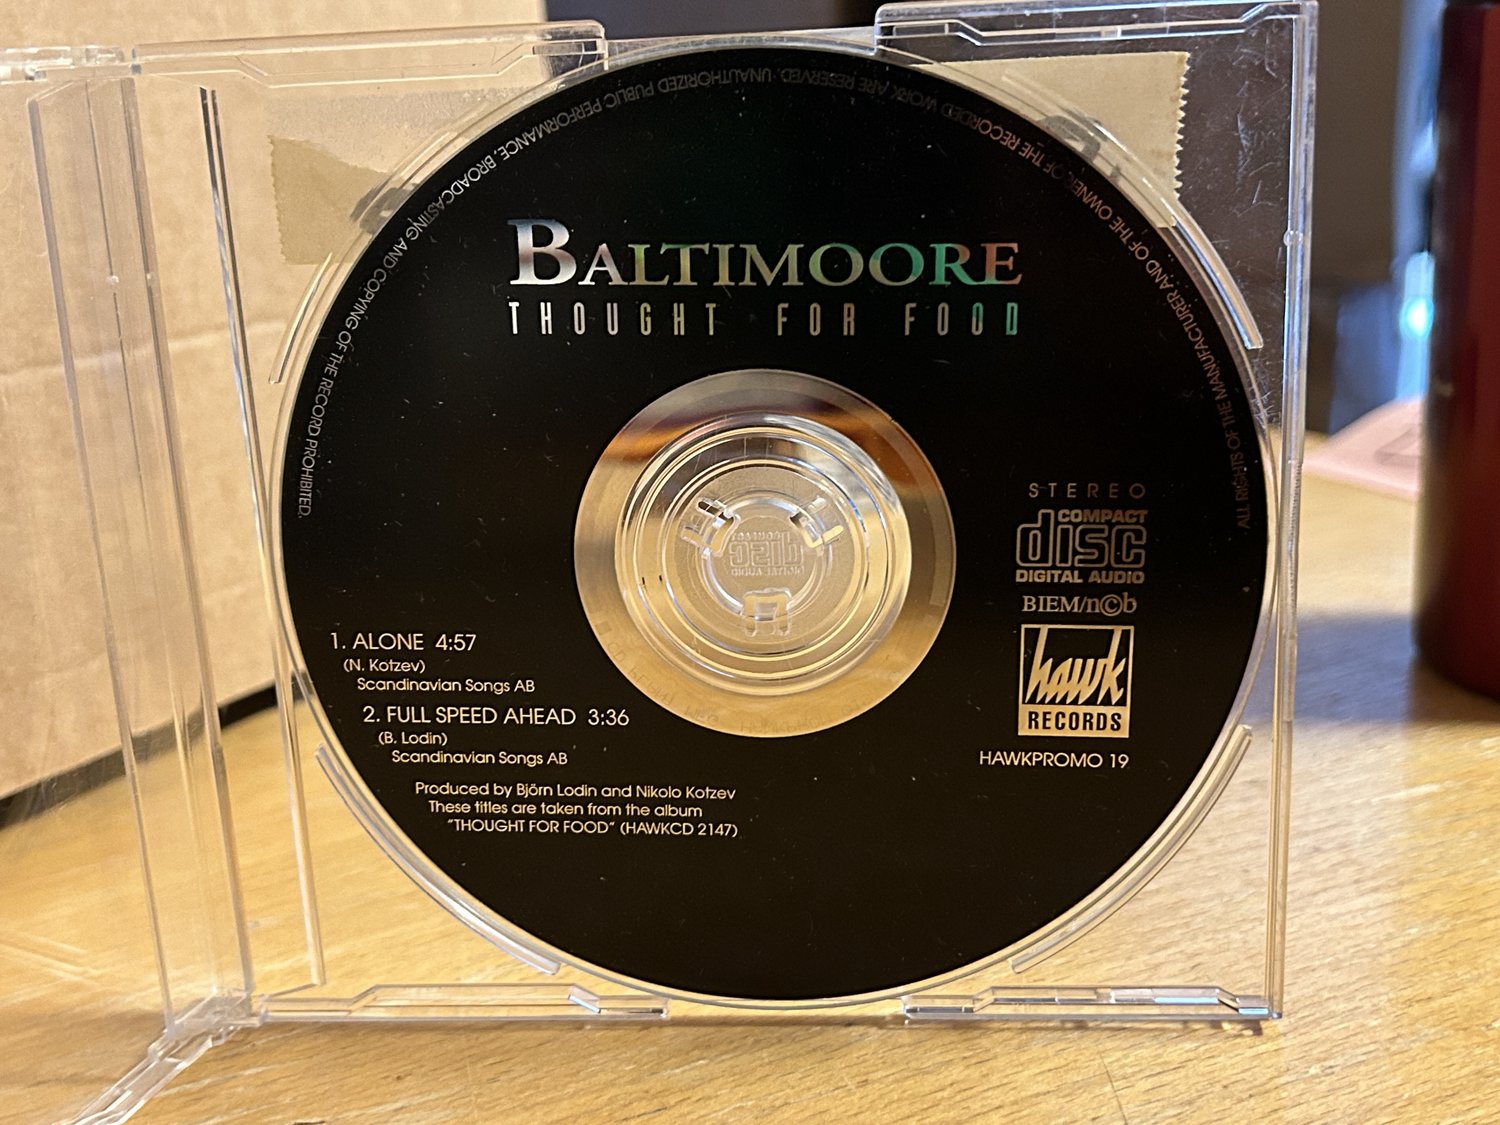 BALTIMOORE
THOUGHT FOR FOOD
STEREO
COMPACT
disc
DIGITAL AUDIO
BIEM/n©b
hawk
RECORDS
HAWKPROMO 19
1. ALONE 4:57
(N. Kotzev)
Scandinavian Songs AB
2. FULL SPEED AHEAD 3:36
(B. Lodin)
Scandinavian Songs AB
Produced by Björn Lodin and Nikolo Kotzev
These titles are taken from the album
"THOUGHT FOR FOOD" (HAWKCD 2147)
ALL RIGHTS OF THE MANUFACTURER AND OF THE OWNER OF THE RECORDED WORK ARE RESERVED. UNAUTHORIZED PUBLIC PERFORMANCE, BROADCASTING AND COPYING OF THE RECORD PROHIBITED.
COMPACT
disc
DIGITAL AUDIO